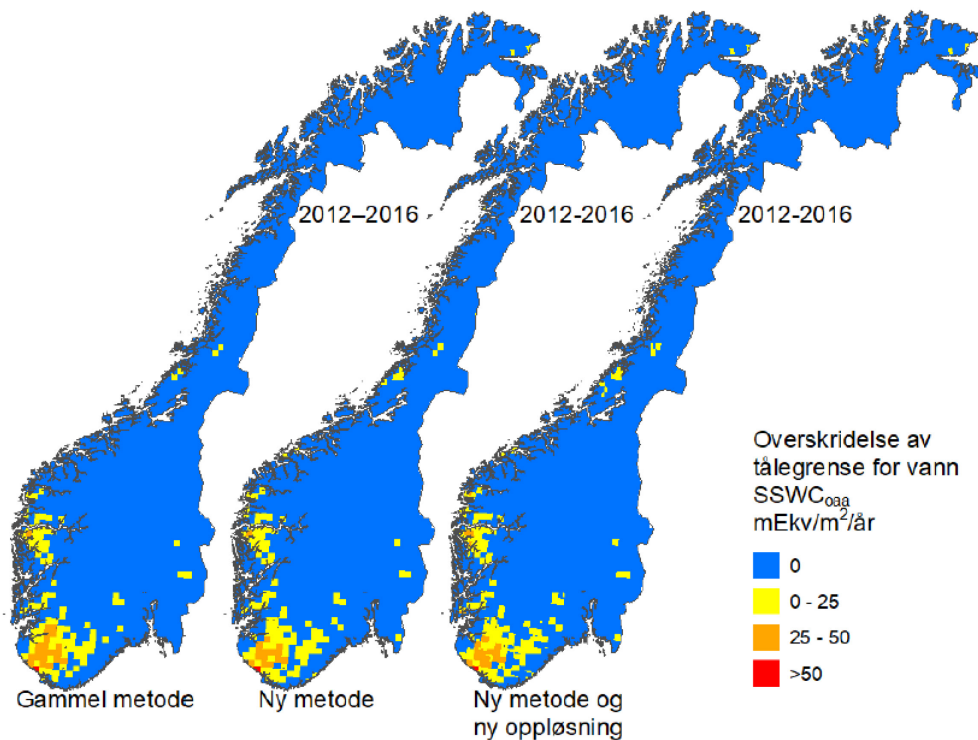 2012–2016
2012-2016
2012-2016
Overskridelse av
tålegrense for vann
SSWCoaa
mEkv/m²/år
0
0 - 25
25 - 50
>50
Gammel metode
Ny metode
Ny metode og
ny oppløsning